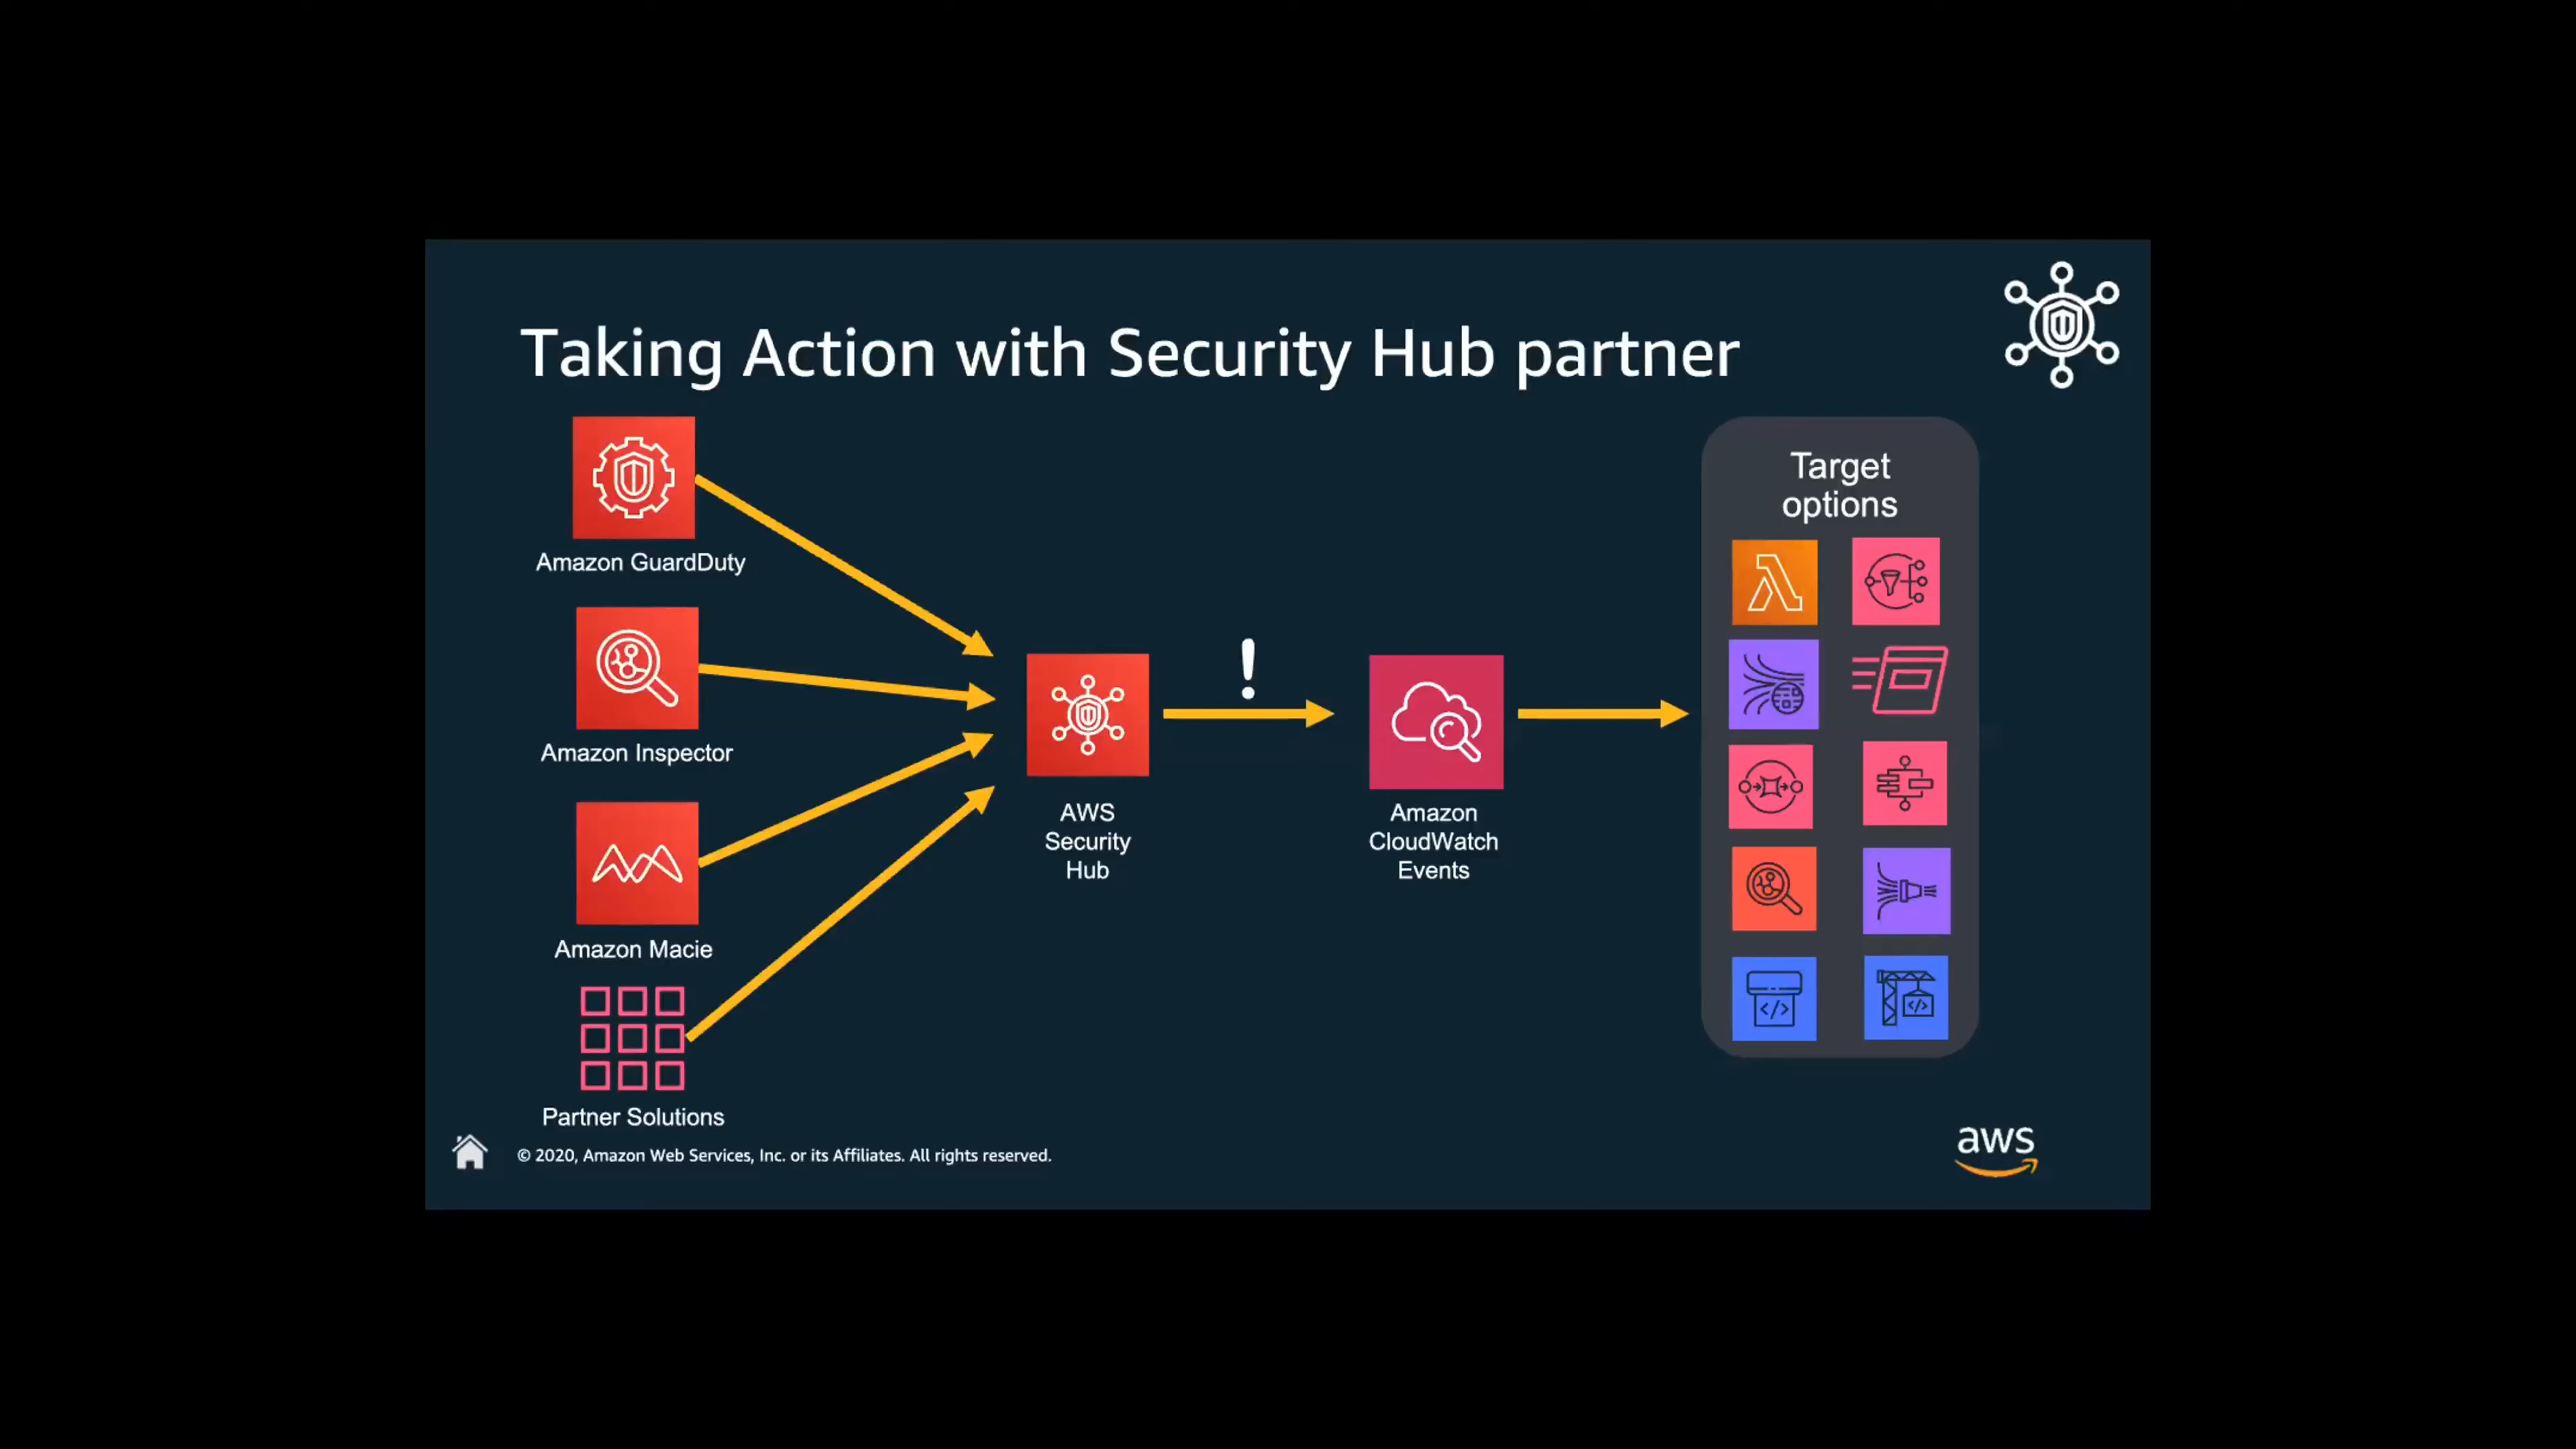 Taking Action with Security Hub partner
Amazon GuardDuty
Amazon Inspector
Amazon Macie
Partner Solutions
AWS
Security
Hub
!
Amazon
CloudWatch
Events
Target
options
</>
</>
© 2020, Amazon Web Services, Inc. or its Affiliates. All rights reserved.
aws